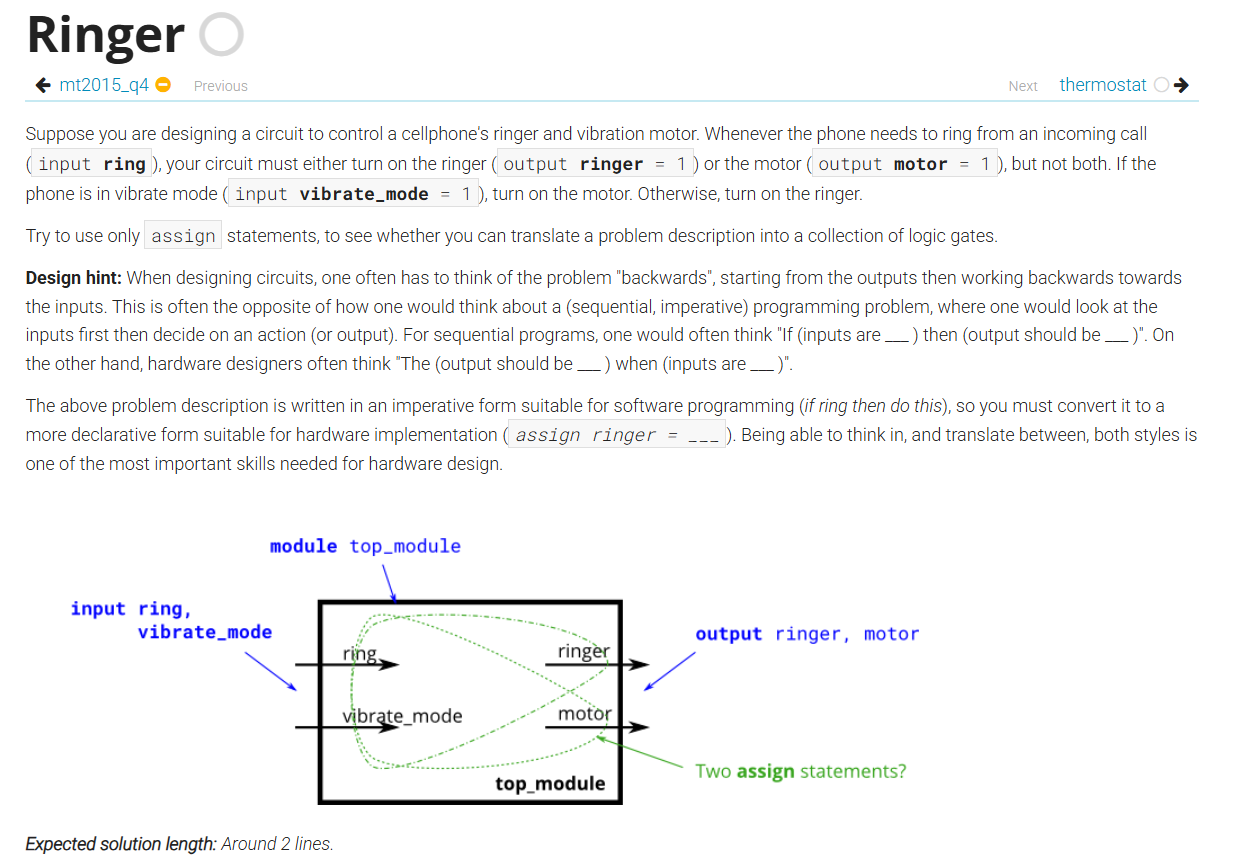 Ringer
mt2015_q4 Previous
Next thermostat
Suppose you are designing a circuit to control a cellphone's ringer and vibration motor. Whenever the phone needs to ring from an incoming call
( input ring ), your circuit must either turn on the ringer ( output ringer = 1 ) or the motor ( output motor = 1 ), but not both. If the
phone is in vibrate mode ( input vibrate_mode = 1 ), turn on the motor. Otherwise, turn on the ringer.
Try to use only assign statements, to see whether you can translate a problem description into a collection of logic gates.
Design hint: When designing circuits, one often has to think of the problem "backwards", starting from the outputs then working backwards towards
the inputs. This is often the opposite of how one would think about a (sequential, imperative) programming problem, where one would look at the
inputs first then decide on an action (or output). For sequential programs, one would often think "If (inputs are ___ ) then (output should be ___ )". On
the other hand, hardware designers often think "The (output should be ___ ) when (inputs are ___ )".
The above problem description is written in an imperative form suitable for software programming (if ring then do this), so you must convert it to a
more declarative form suitable for hardware implementation ( assign ringer = ___ ). Being able to think in, and translate between, both styles is
one of the most important skills needed for hardware design.
module top_module
input ring,
vibrate_mode
output ringer, motor
ring
ringer
vibrate_mode
motor
Two assign statements?
top_module
Expected solution length: Around 2 lines.